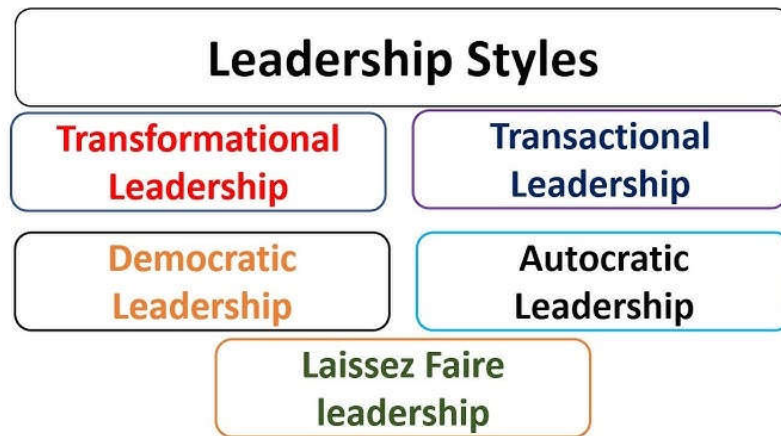 Leadership Styles
Transformational
Leadership
Transactional
Leadership
Democratic
Leadership
Autocratic
Leadership
Laissez Faire
leadership